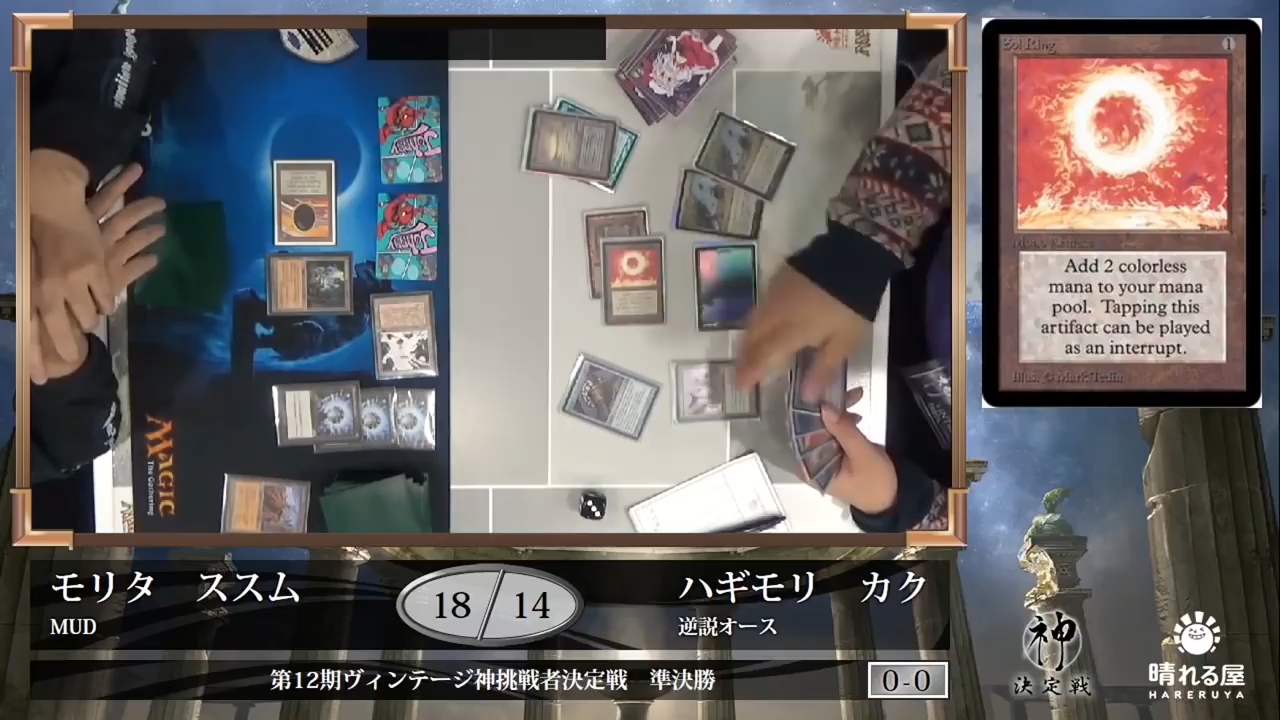 Sol Ring 1
Mono Artifact
Add 2 colorless
mana to your mana
pool. Tapping this
artifact can be played
as an interrupt.
Illus. © Mark Tedin
MAGIC
The Gathering
モリタ ススム
MUD
18 / 14
ハギモリ カク
逆説オース
第12期ヴィンテージ神挑戦者決定戦 準決勝
0-0
神
決定戦
晴れる屋
HARERUYA